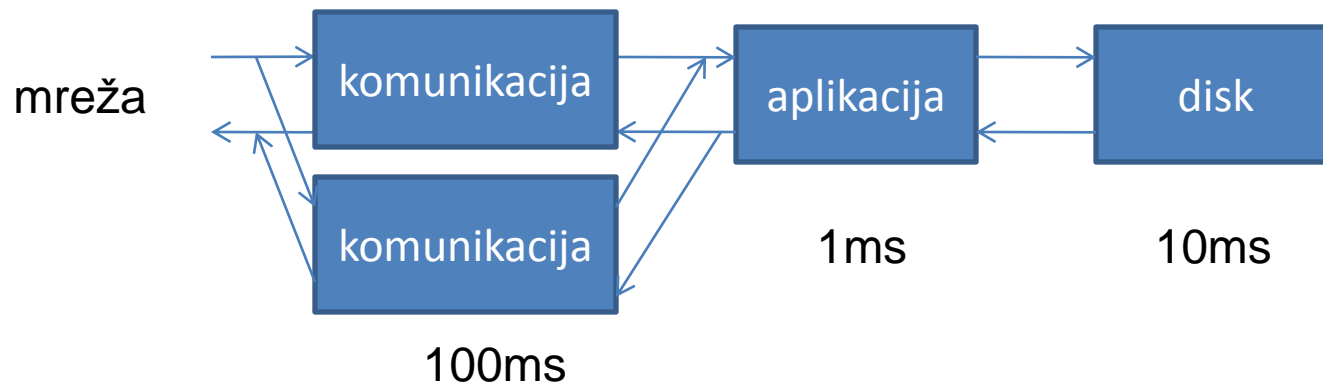 mreža
komunikacija
aplikacija
disk
komunikacija
1ms
10ms
100ms